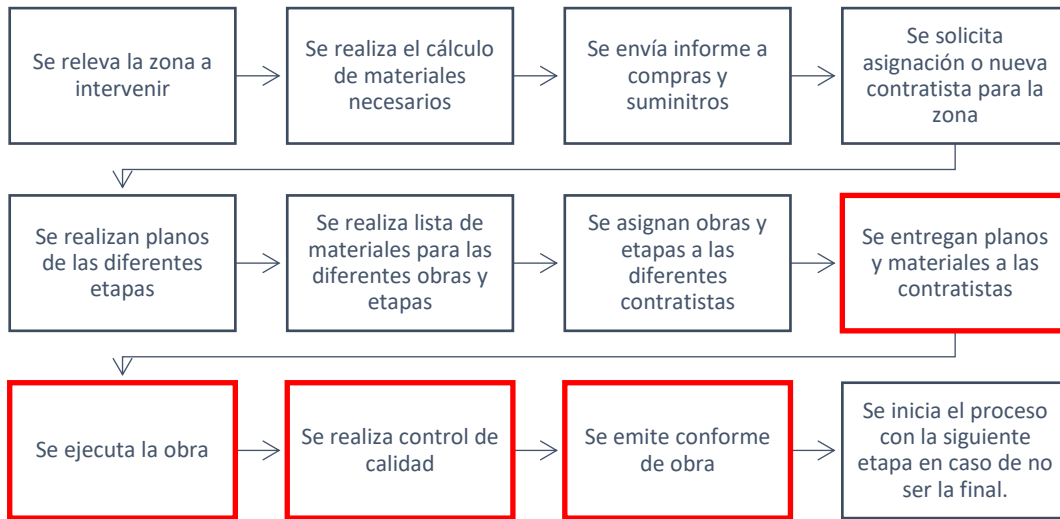 Se releva la zona a
intervenir
Se realiza el cálculo
de materiales
necesarios
Se envía informe a
compras y
suminitros
Se solicita
asignación o nueva
contratista para la
zona
Se realizan planos
de las diferentes
etapas
Se realiza lista de
materiales para las
diferentes obras y
etapas
Se asignan obras y
etapas a las
diferentes
contratistas
Se entregan planos
y materiales a las
contratistas
Se ejecuta la obra
Se realiza control de
calidad
Se emite conforme
de obra
Se inicia el proceso
con la siguiente
etapa en caso de no
ser la final.